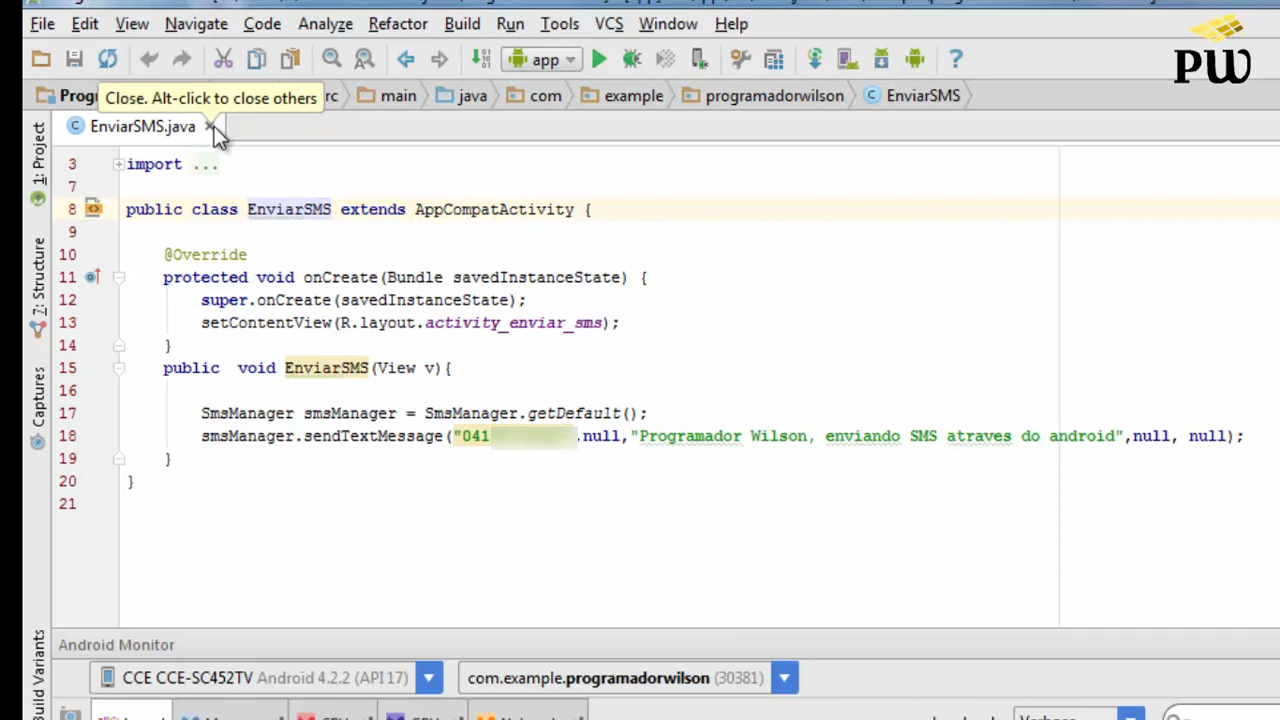 File Edit View Navigate Code Analyze Refactor Build Run Tools VCS Window Help
PW
app
Prog rc main java com example programadorwilson EnviarSMS
Close. Alt-click to close others
EnviarSMS.java
1: Project
7: Structure
Captures
Build Variants
3 import ...
7
8 public class EnviarSMS extends AppCompatActivity {
9
10 @Override
11 protected void onCreate(Bundle savedInstanceState) {
12 super.onCreate(savedInstanceState);
13 setContentView(R.layout.activity_enviar_sms);
14 }
15 public void EnviarSMS(View v){
16
17 SmsManager smsManager = SmsManager.getDefault();
18 smsManager.sendTextMessage("041 ,null,"Programador Wilson, enviando SMS atraves do android",null, null);
19 }
20 }
21
Android Monitor
CCE CCE-SC452TV Android 4.2.2 (API 17) com.example.programadorwilson (30381)